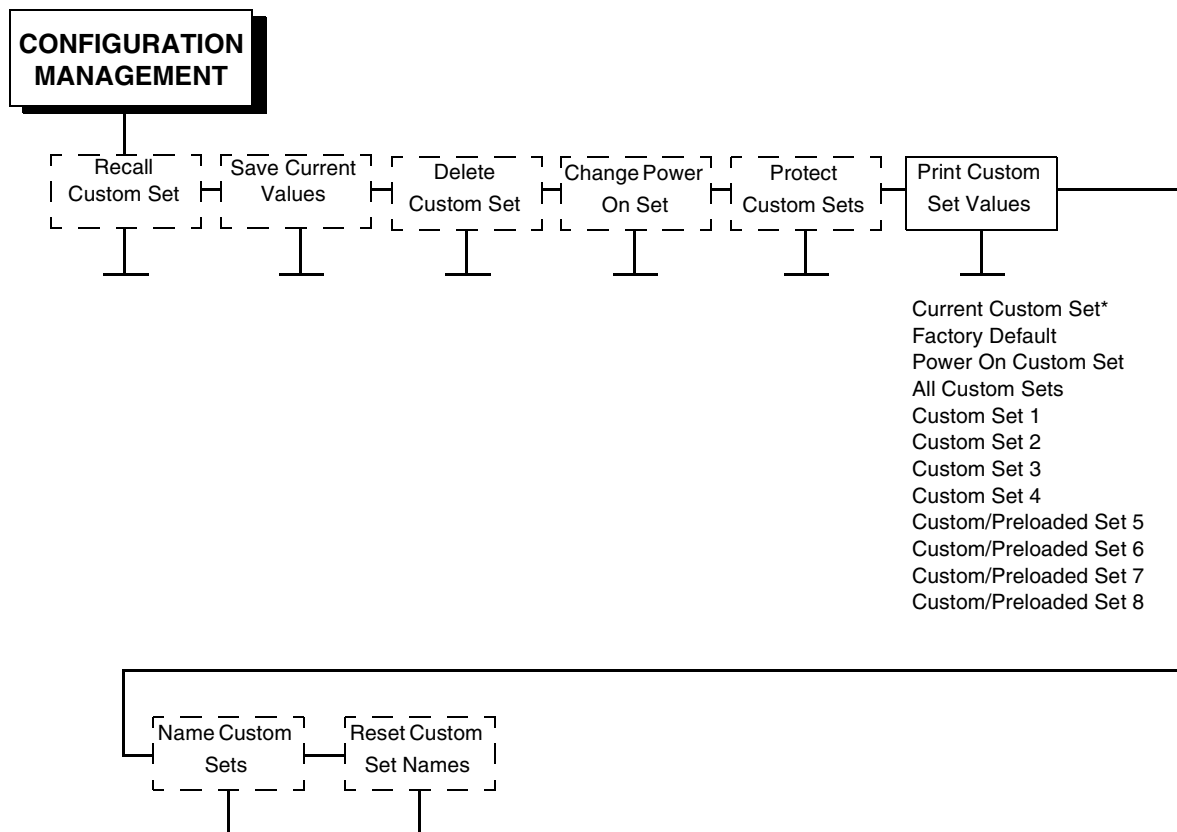 CONFIGURATION
MANAGEMENT
Recall
Custom Set
Save Current
Values
Delete
Custom Set
Change Power
On Set
Protect
Custom Sets
Print Custom
Set Values
Current Custom Set*
Factory Default
Power On Custom Set
All Custom Sets
Custom Set 1
Custom Set 2
Custom Set 3
Custom Set 4
Custom/Preloaded Set 5
Custom/Preloaded Set 6
Custom/Preloaded Set 7
Custom/Preloaded Set 8
Name Custom
Sets
Reset Custom
Set Names